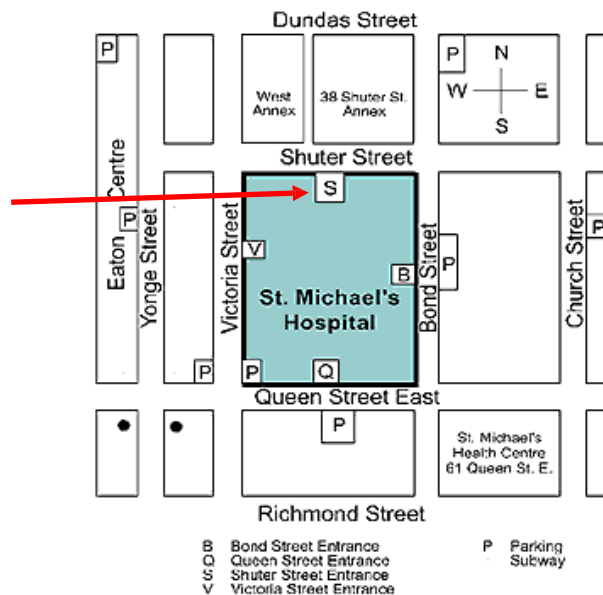 Dundas Street
P
P
N
W E
S
West
Annex
38 Shuter St.
Annex
Shuter Street
S
Eaton Centre
P
Yonge Street
Victoria Street
V
B
Bond Street
P
Church Street
P
St. Michael's
Hospital
P
P
Q
Queen Street East
P
St. Michael's
Health Centre
61 Queen St. E.
Richmond Street
B Bond Street Entrance
Q Queen Street Entrance
S Shuter Street Entrance
V Victoria Street Entrance
P Parking
Subway